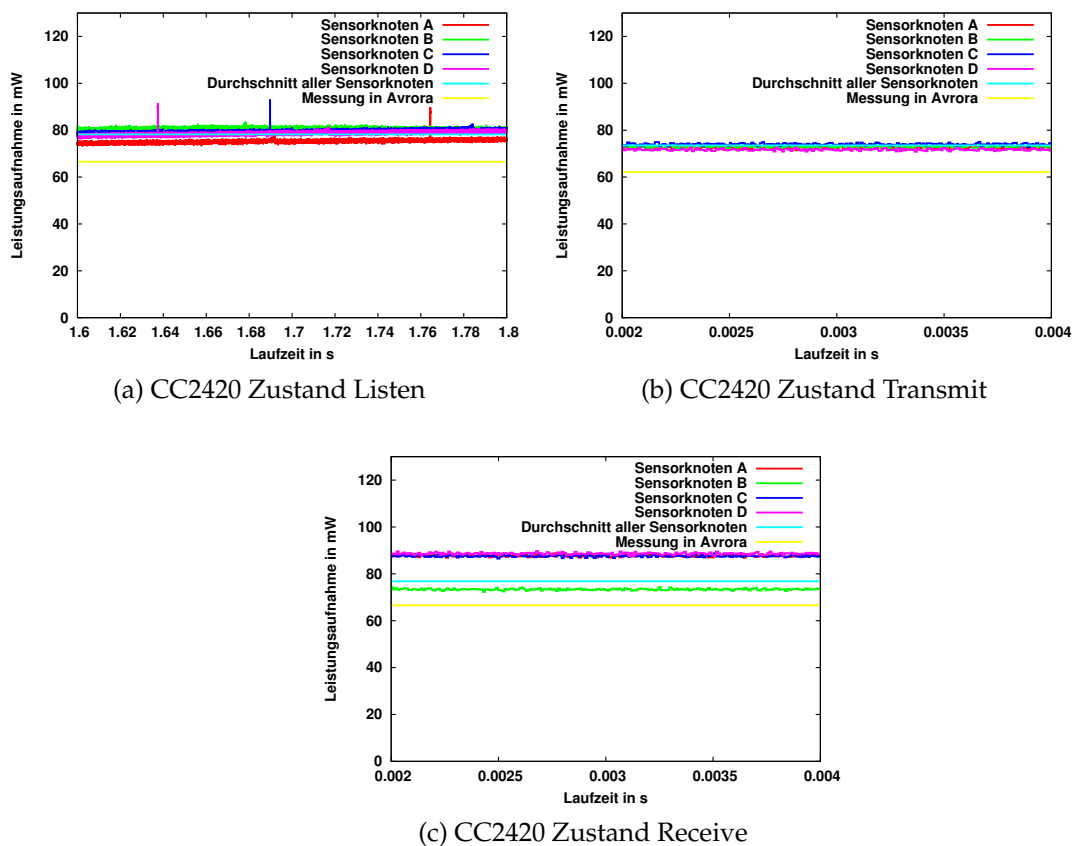 Sensorknoten A
Sensorknoten B
Sensorknoten C
Sensorknoten D
Durchschnitt aller Sensorknoten
Messung in Avrora
120
100
80
60
40
20
0
Leistungsaufnahme in mW
1.6 1.62 1.64 1.66 1.68 1.7 1.72 1.74 1.76 1.78 1.8
Laufzeit in s
(a) CC2420 Zustand Listen
Sensorknoten A
Sensorknoten B
Sensorknoten C
Sensorknoten D
Durchschnitt aller Sensorknoten
Messung in Avrora
120
100
80
60
40
20
0
Leistungsaufnahme in mW
0.002 0.0025 0.003 0.0035 0.004
Laufzeit in s
(b) CC2420 Zustand Transmit
Sensorknoten A
Sensorknoten B
Sensorknoten C
Sensorknoten D
Durchschnitt aller Sensorknoten
Messung in Avrora
120
100
80
60
40
20
0
Leistungsaufnahme in mW
0.002 0.0025 0.003 0.0035 0.004
Laufzeit in s
(c) CC2420 Zustand Receive